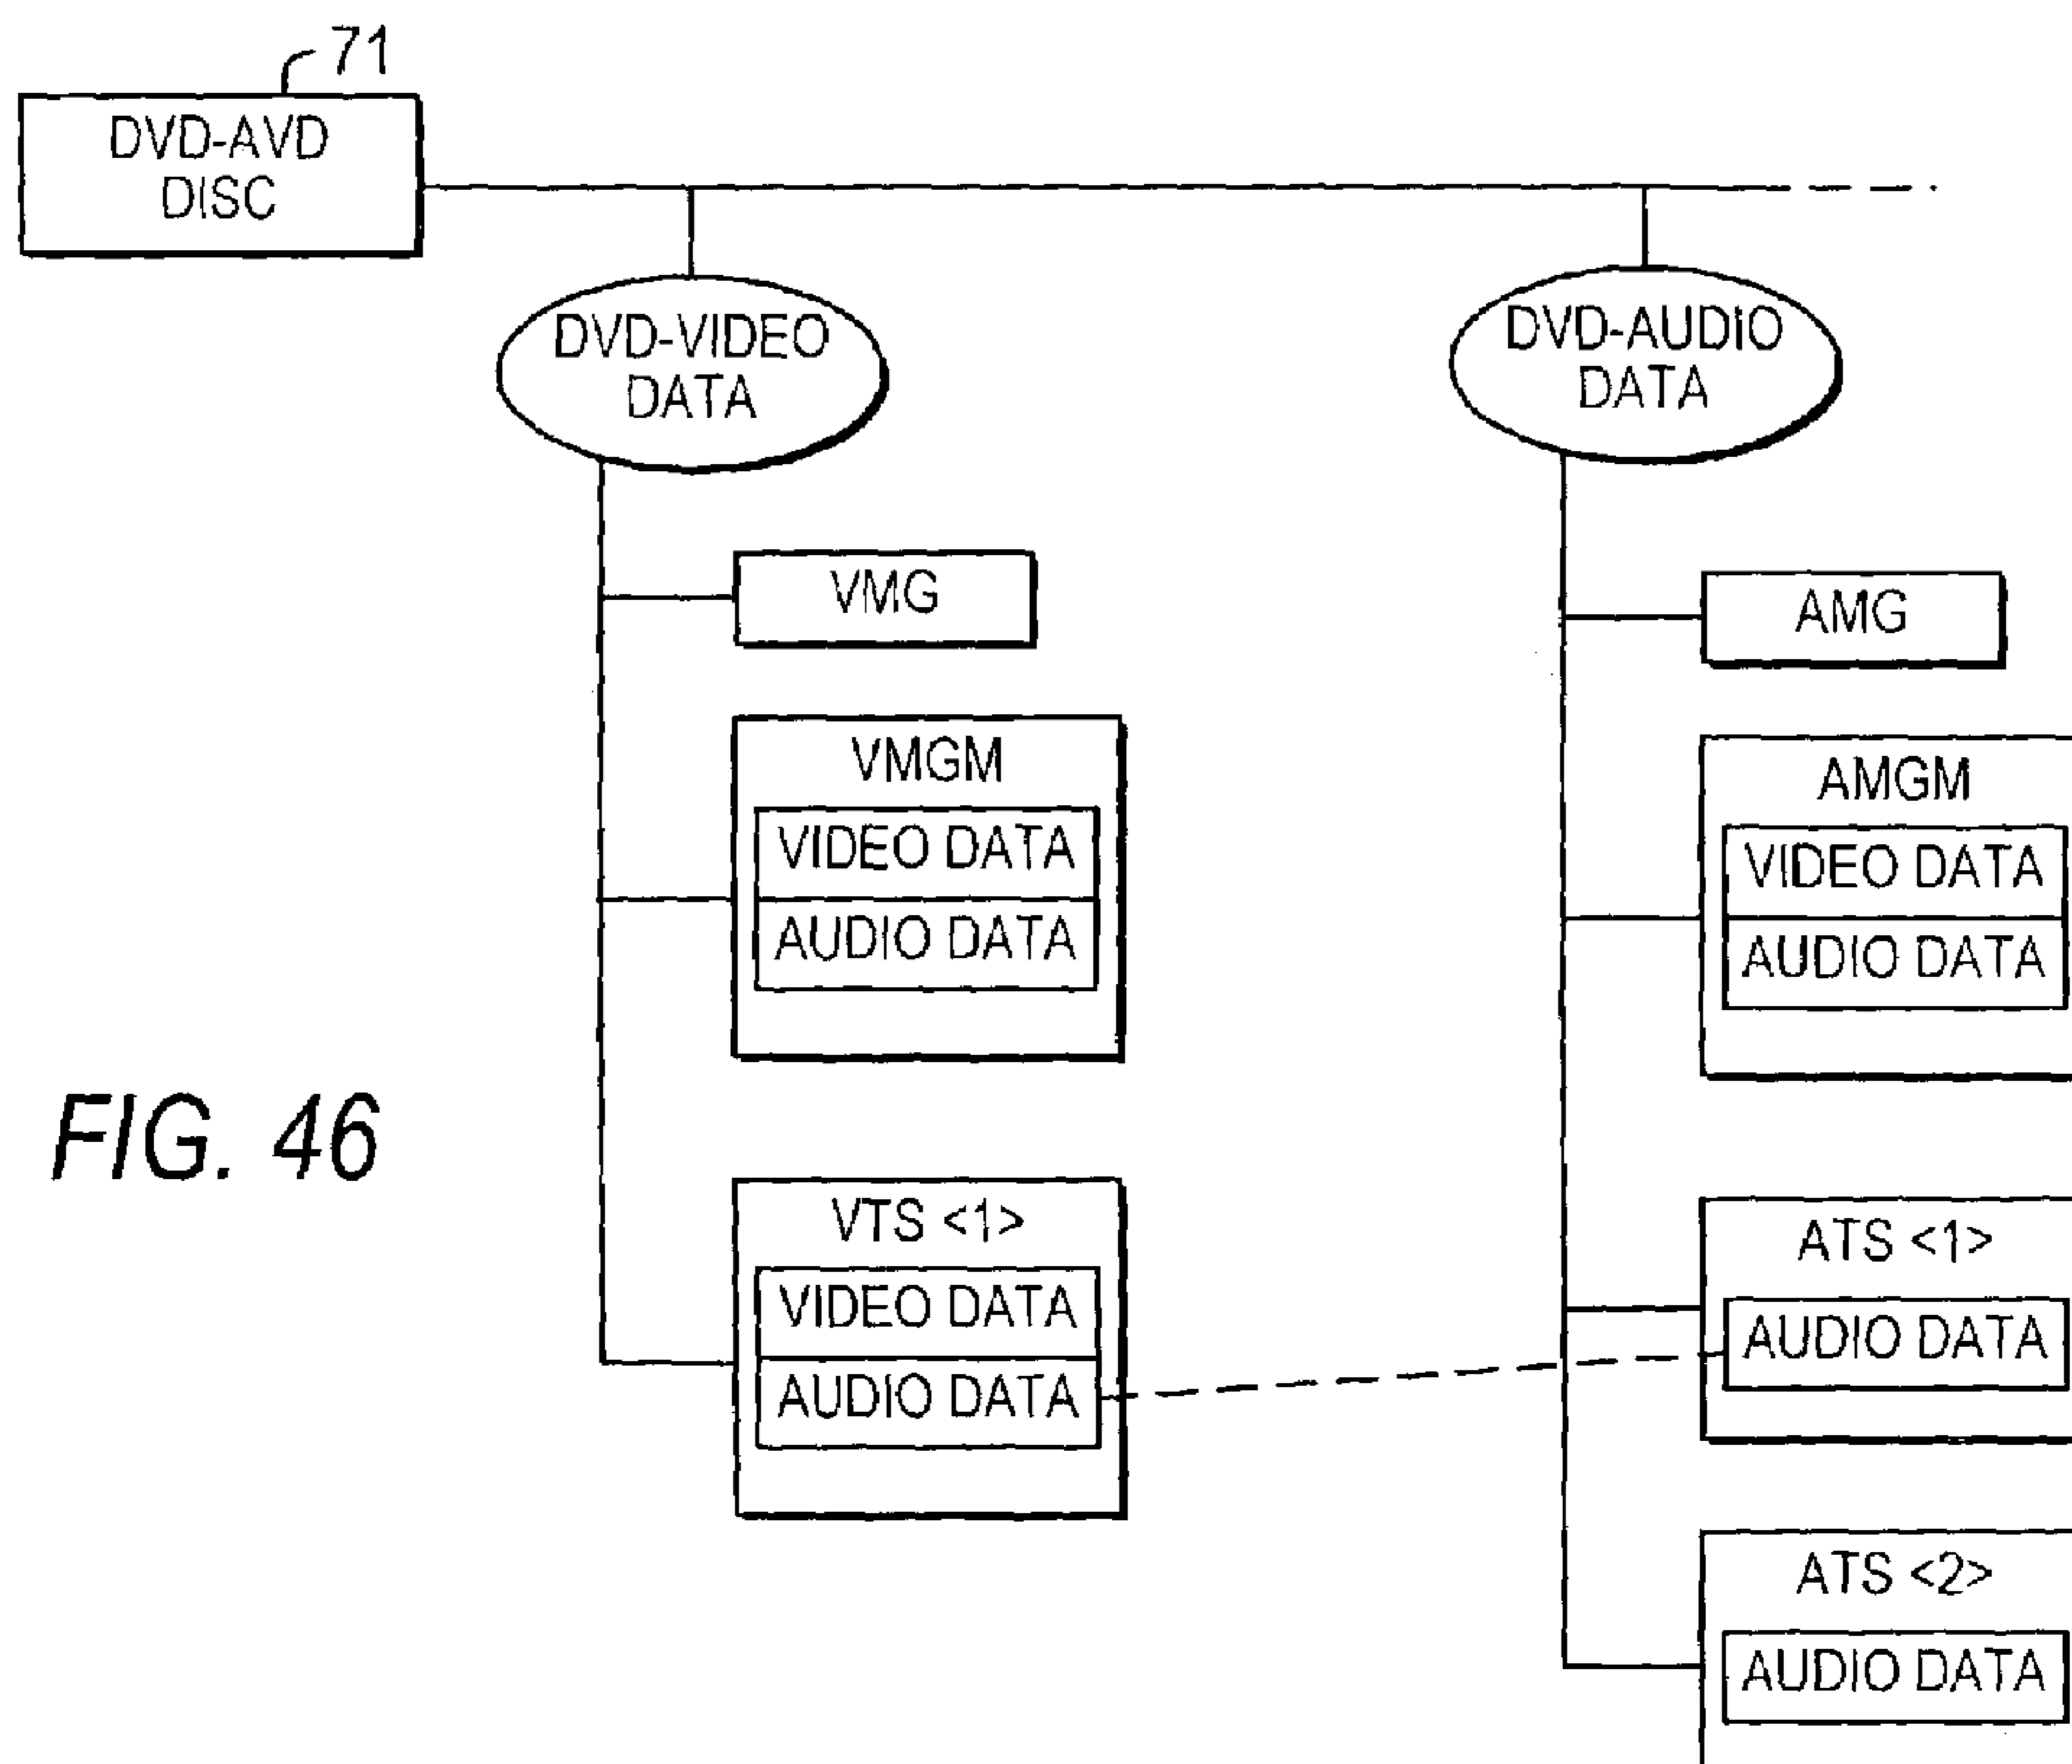 71
DVD-AVD
DISC
DVD-VIDEO
DATA
VMG
VMGM
VIDEO DATA
AUDIO DATA
VTS <1>
VIDEO DATA
AUDIO DATA
DVD-AUDIO
DATA
AMG
AMGM
VIDEO DATA
AUDIO DATA
ATS <1>
AUDIO DATA
ATS <2>
AUDIO DATA
FIG. 46